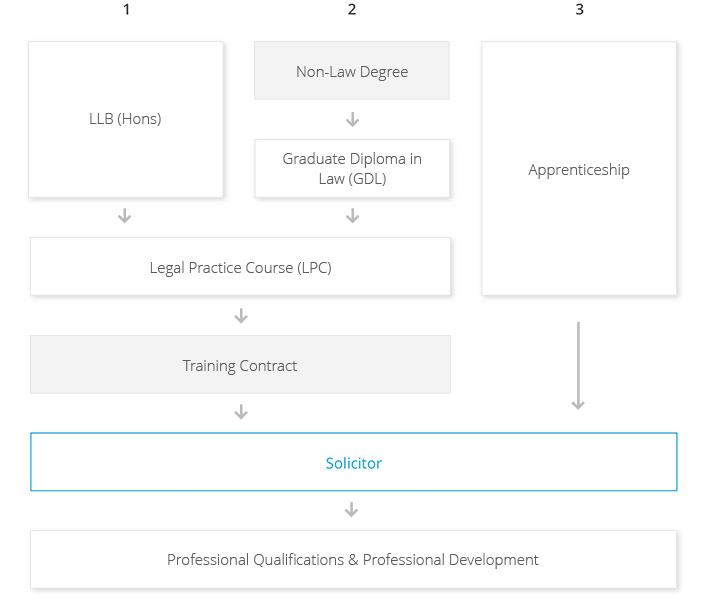 1
2
3
LLB (Hons)
Non-Law Degree
Graduate Diploma in
Law (GDL)
Apprenticeship
Legal Practice Course (LPC)
Training Contract
Solicitor
Professional Qualifications & Professional Development